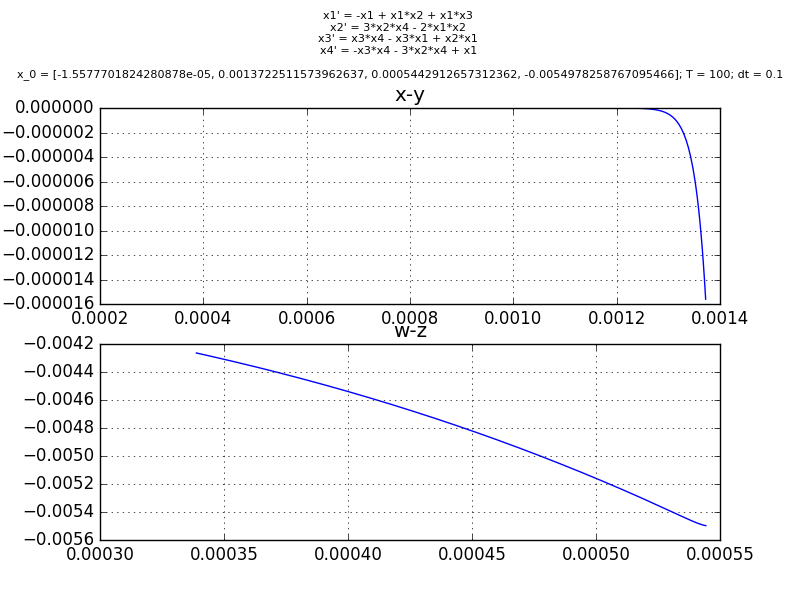 x1' = -x1 + x1*x2 + x1*x3
x2' = 3*x2*x4 - 2*x1*x2
x3' = x3*x4 - x3*x1 + x2*x1
x4' = -x3*x4 - 3*x2*x4 + x1
x_0 = [-1.5577701824280878e-05, 0.0013722511573962637, 0.0005442912657312362, -0.0054978258767095466]; T = 100; dt = 0.1
x-y
0.000000
−0.000002
−0.000004
−0.000006
−0.000008
−0.000010
−0.000012
−0.000014
−0.000016
0.0002 0.0004 0.0006 0.0008 0.0010 0.0012 0.0014
w-z
−0.0042
−0.0044
−0.0046
−0.0048
−0.0050
−0.0052
−0.0054
−0.0056
0.00030 0.00035 0.00040 0.00045 0.00050 0.00055